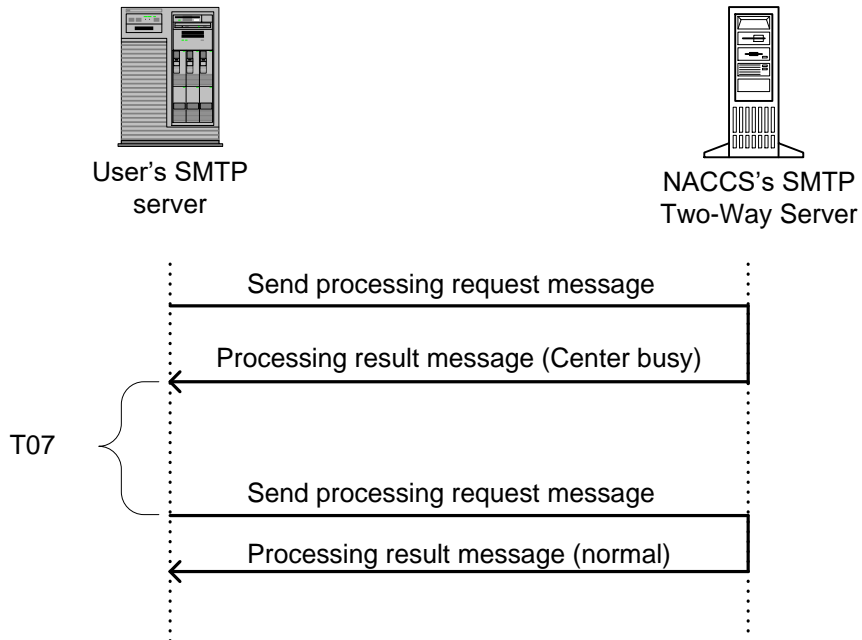 User's SMTP
server
NACCS's SMTP
Two-Way Server
Send processing request message
Processing result message (Center busy)
T07
Send processing request message
Processing result message (normal)